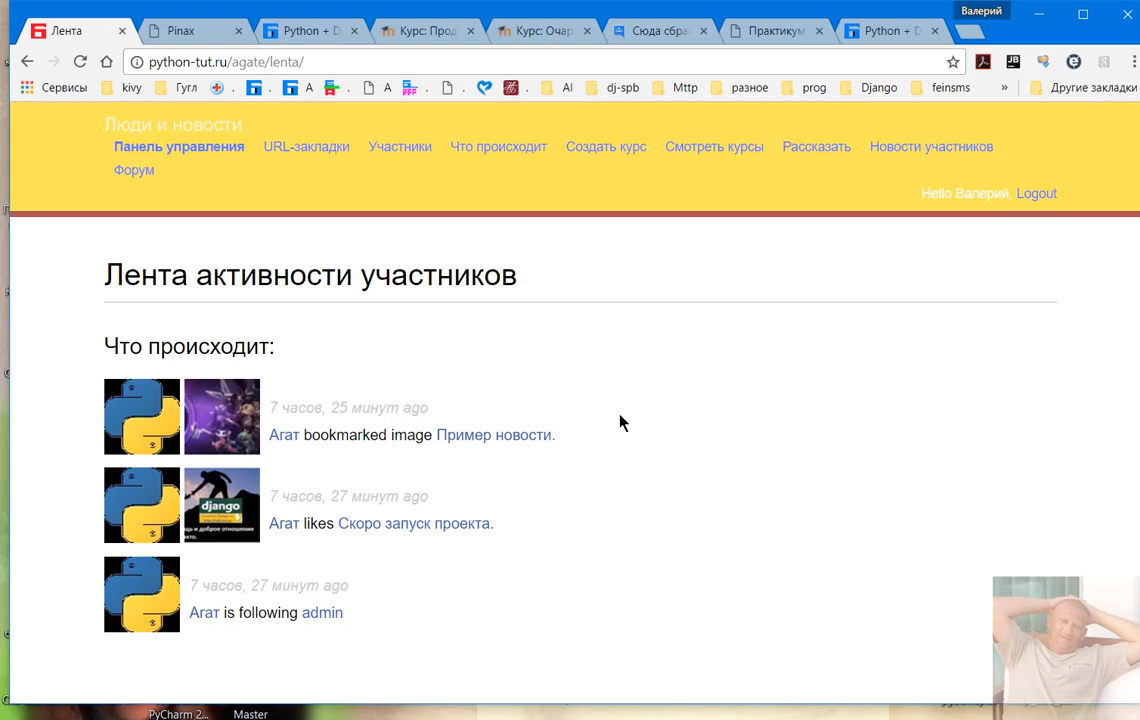 Валерий
Лента
Pinax
Python + D
Курс: Прод
Курс: Очар
Сюда сбра
Практикум
Python + D
python-tut.ru/agate/lenta/
Сервисы
kivy
Гугл
.
.
А
.
А
.
.
.
AI
dj-spb
Mttp
разное
prog
Django
feinsms
»
Другие закладки
Люди и новости
Панель управления URL-закладки Участники Что происходит Создать курс Смотреть курсы Рассказать Новости участников
Форум
Hello Валерий, Logout
Лента активности участников
Что происходит:
7 часов, 25 минут ago
Агат bookmarked image Пример новости.
django
7 часов, 27 минут ago
Агат likes Скоро запуск проекта.
7 часов, 27 минут ago
Агат is following admin
PyCharm 2...
Master